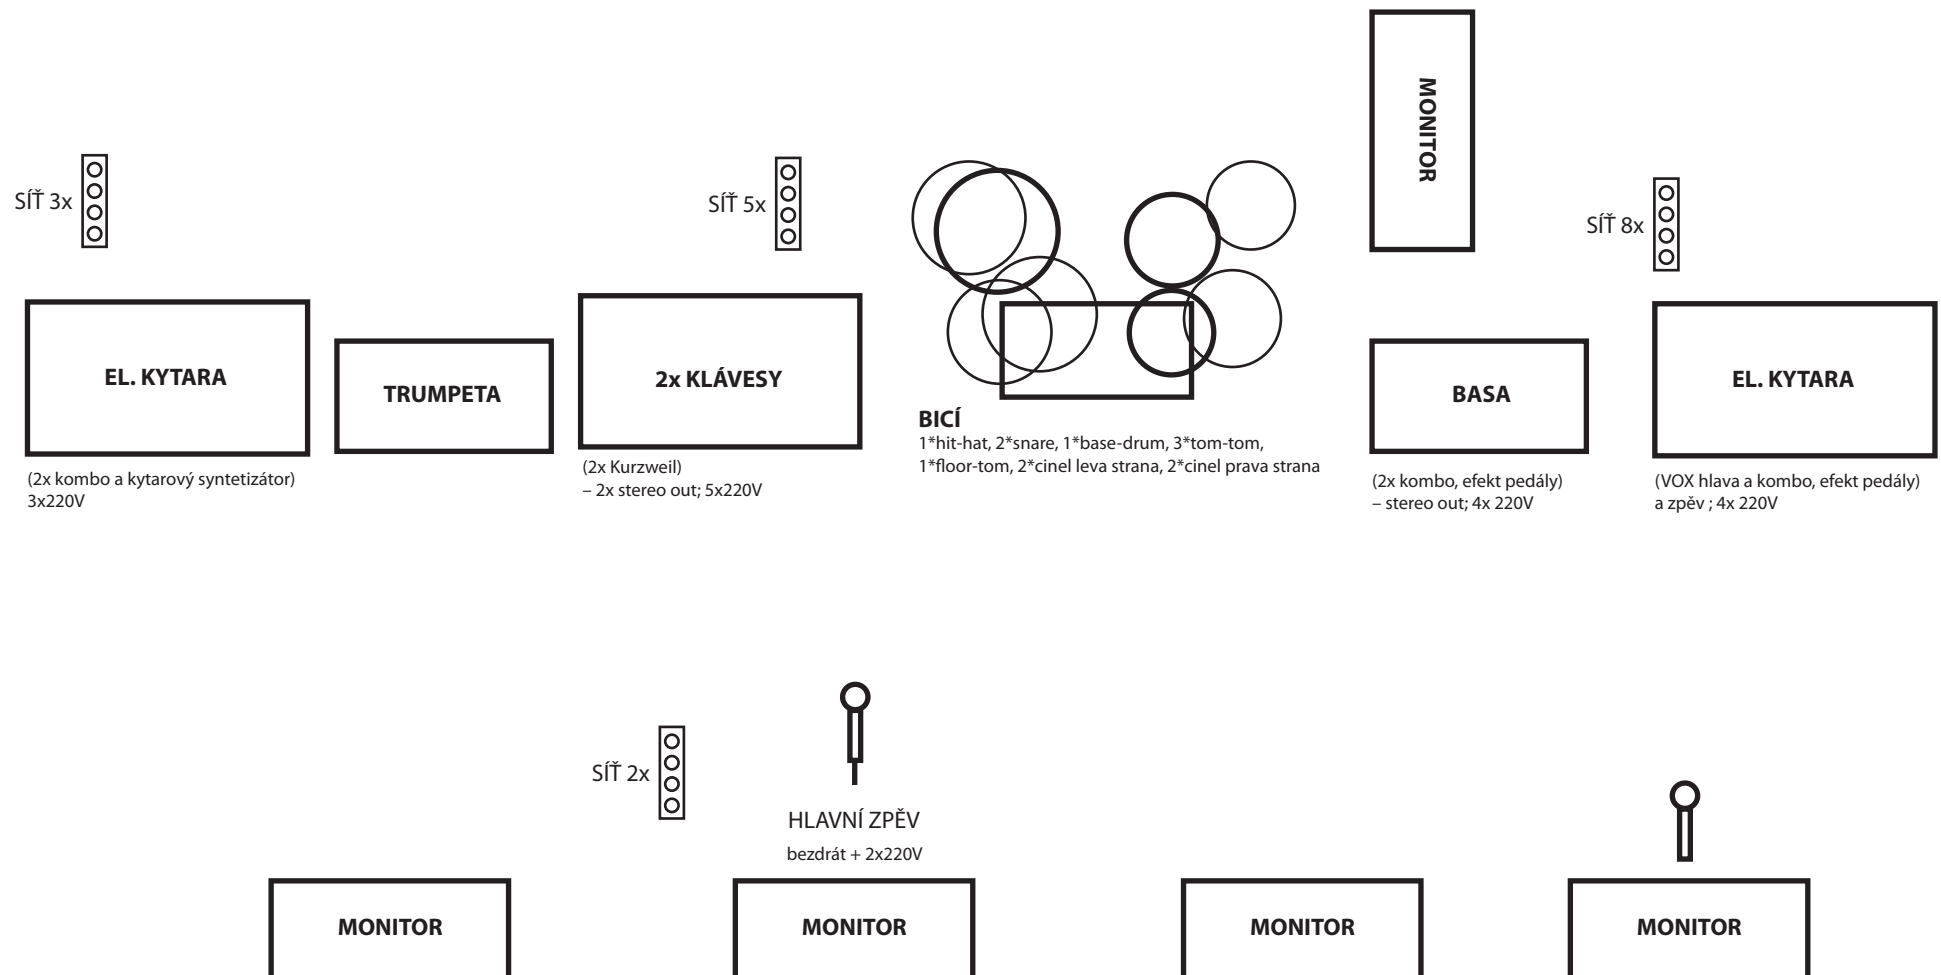 MONITOR
SÍŤ 3x
SÍŤ 5x
SÍŤ 8x
EL. KYTARA
(2x kombo a kytarový syntetizátor)
3x220V
TRUMPETA
2x KLÁVESY
(2x Kurzweil)
– 2x stereo out; 5x220V
BICÍ
1*hit-hat, 2*snare, 1*base-drum, 3*tom-tom,
1*floor-tom, 2*cinel leva strana, 2*cinel prava strana
BASA
(2x kombo, efekt pedály)
– stereo out; 4x 220V
EL. KYTARA
(VOX hlava a kombo, efekt pedály)
a zpěv ; 4x 220V
SÍŤ 2x
HLAVNÍ ZPĚV
bezdrát + 2x220V
MONITOR
MONITOR
MONITOR
MONITOR